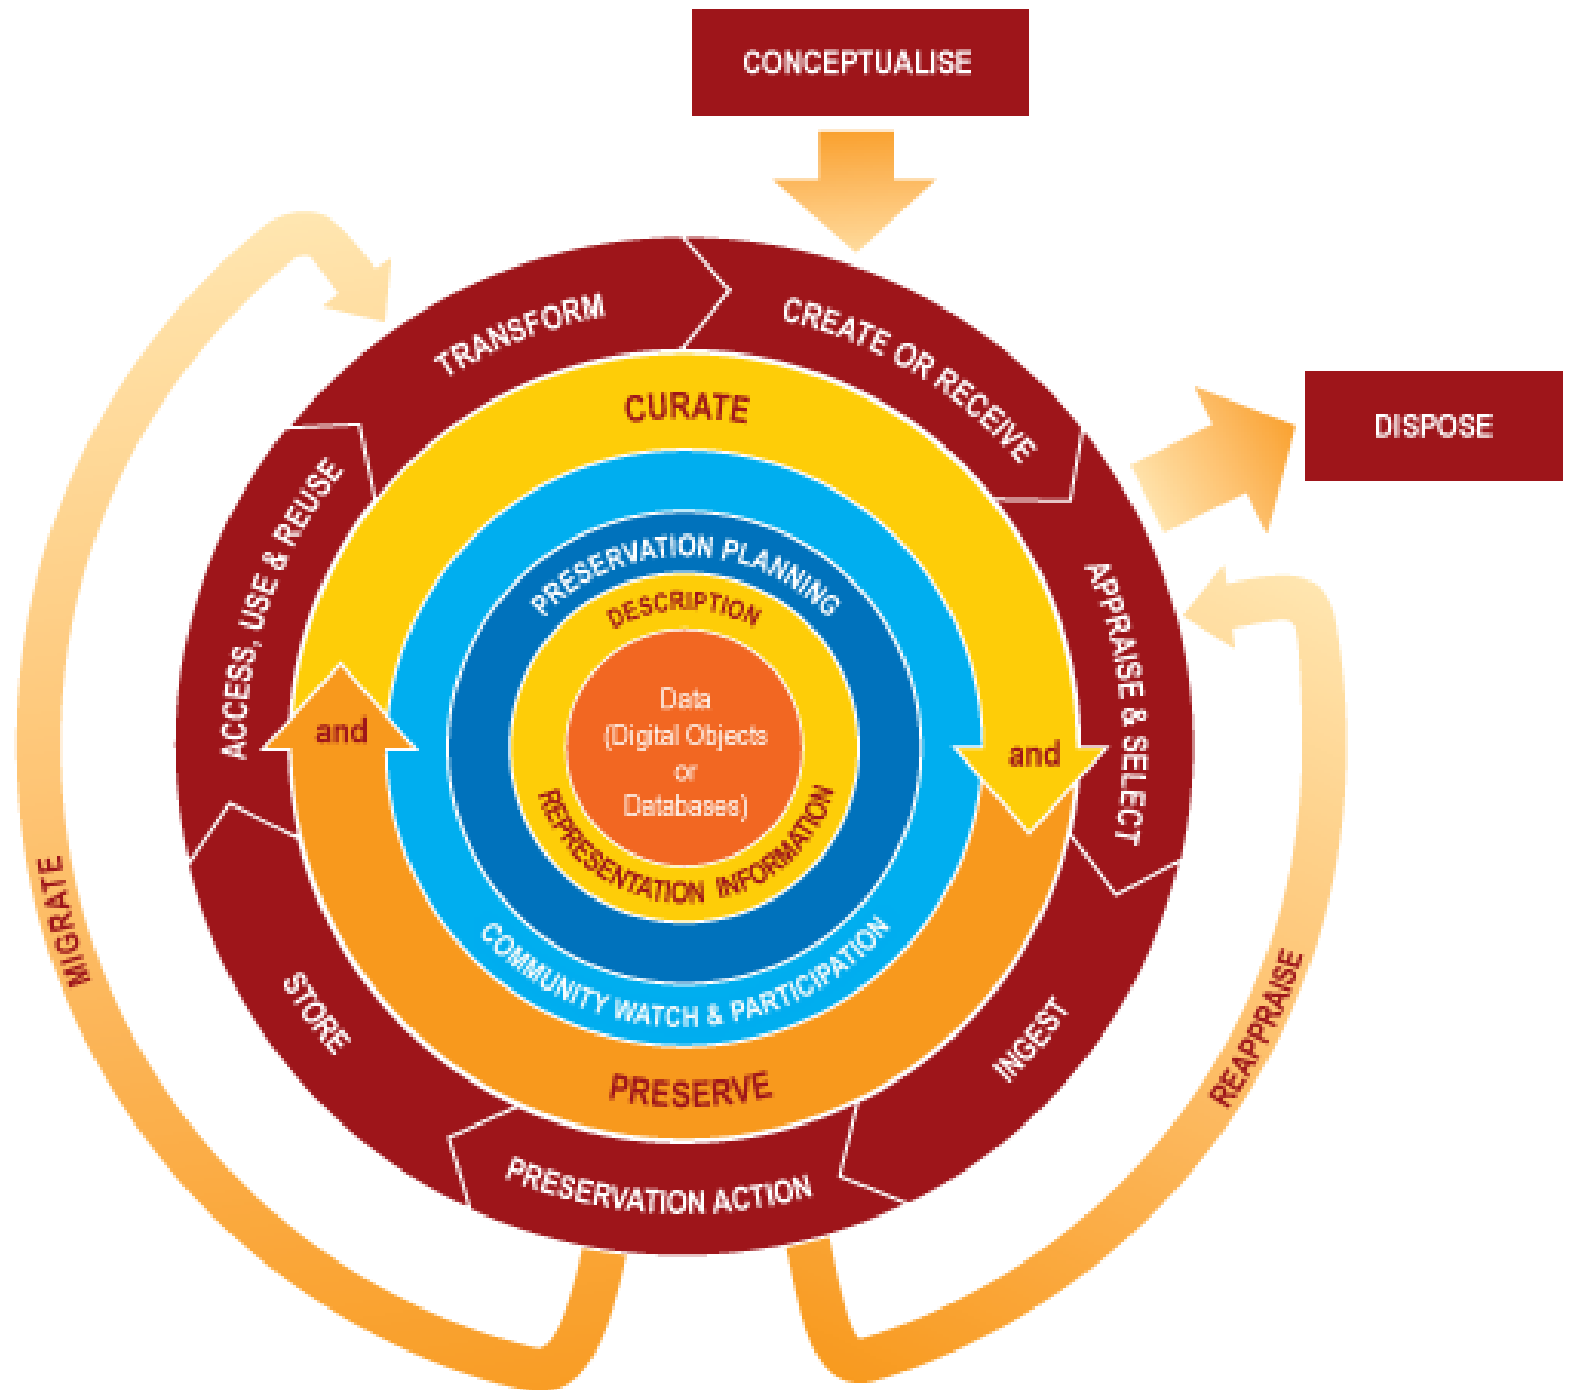 CONCEPTUALISE
DISPOSE
CREATE OR RECEIVE
APPRAISE & SELECT
INGEST
PRESERVATION ACTION
STORE
ACCESS, USE & REUSE
TRANSFORM
MIGRATE
REAPPRAISE
CURATE
and
PRESERVE
and
COMMUNITY WATCH & PARTICIPATION
PRESERVATION PLANNING
DESCRIPTION
REPRESENTATION INFORMATION
Data
(Digital Objects
or
Databases)